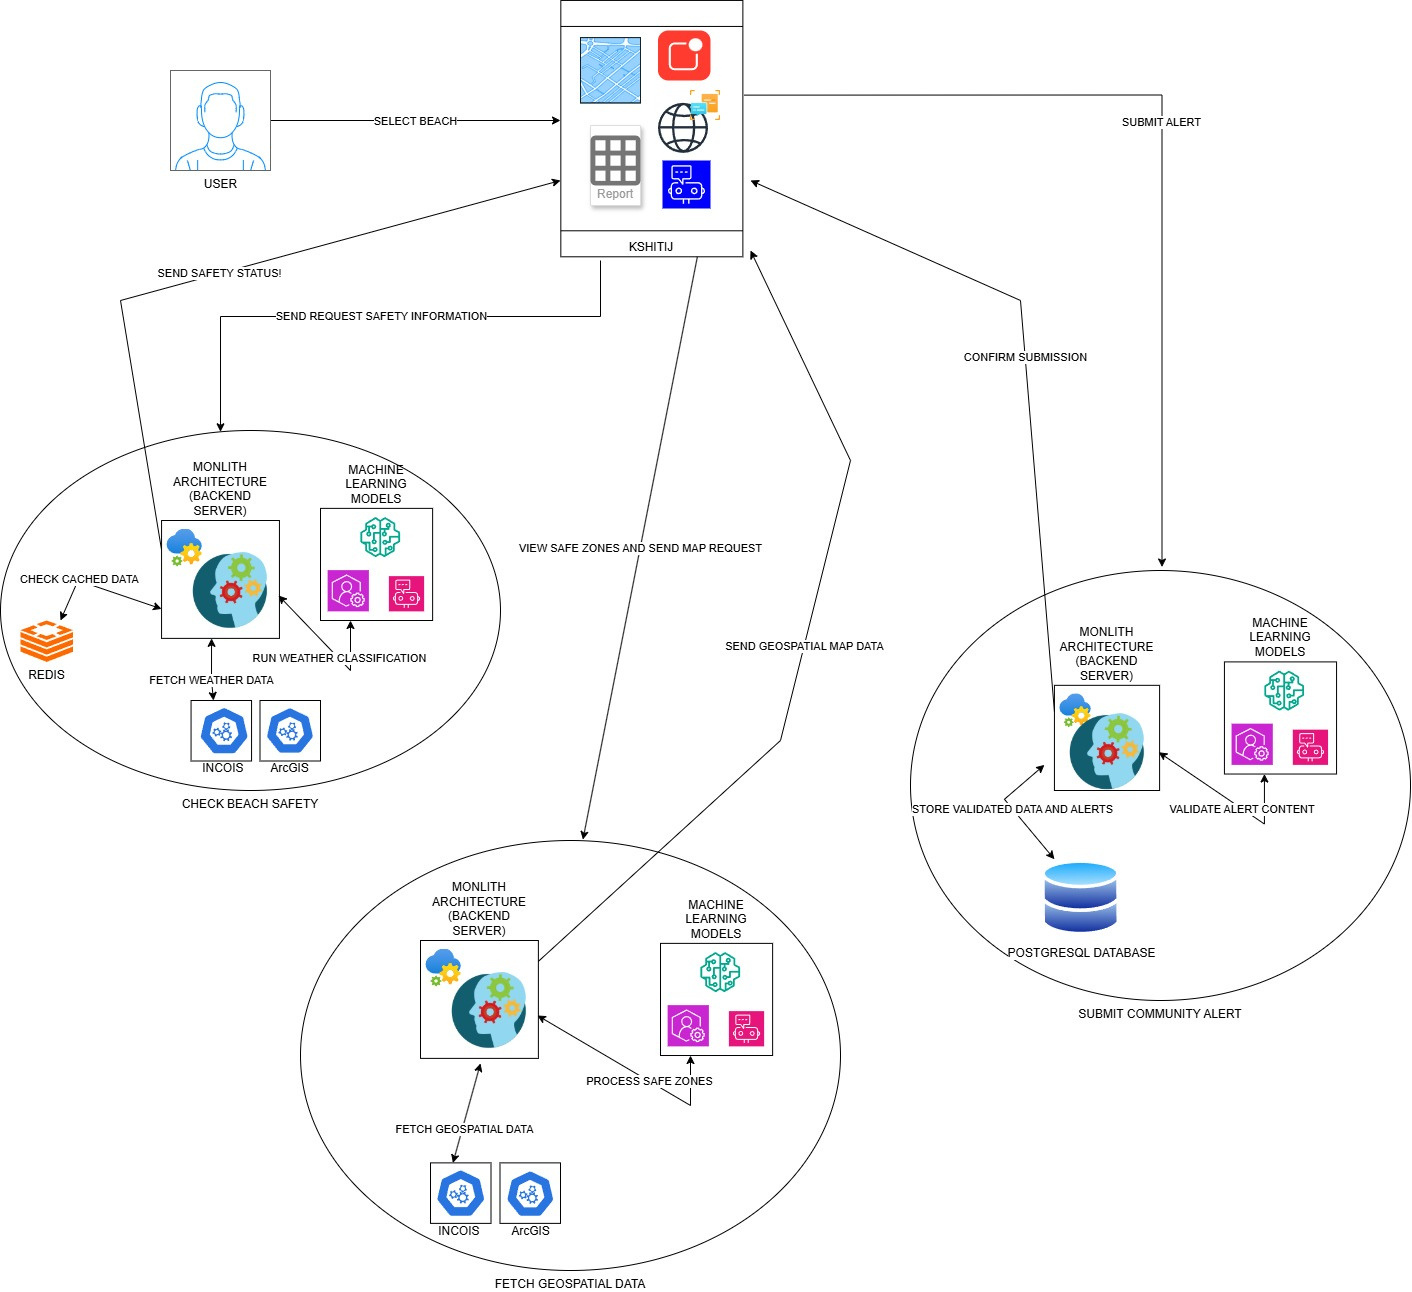 SELECT BEACH
SUBMIT ALERT
USER
Report
KSHITIJ
SEND SAFETY STATUS!
SEND REQUEST SAFETY INFORMATION
CONFIRM SUBMISSION
MONLITH
ARCHITECTURE
(BACKEND
SERVER)
MACHINE
LEARNING
MODELS
CHECK CACHED DATA
REDIS
RUN WEATHER CLASSIFICATION
FETCH WEATHER DATA
INCOIS
ArcGIS
CHECK BEACH SAFETY
VIEW SAFE ZONES AND SEND MAP REQUEST
SEND GEOSPATIAL MAP DATA
MONLITH
ARCHITECTURE
(BACKEND
SERVER)
MACHINE
LEARNING
MODELS
STORE VALIDATED DATA AND ALERTS
VALIDATE ALERT CONTENT
POSTGRESQL DATABASE
SUBMIT COMMUNITY ALERT
MONLITH
ARCHITECTURE
(BACKEND
SERVER)
MACHINE
LEARNING
MODELS
PROCESS SAFE ZONES
FETCH GEOSPATIAL DATA
INCOIS
ArcGIS
FETCH GEOSPATIAL DATA